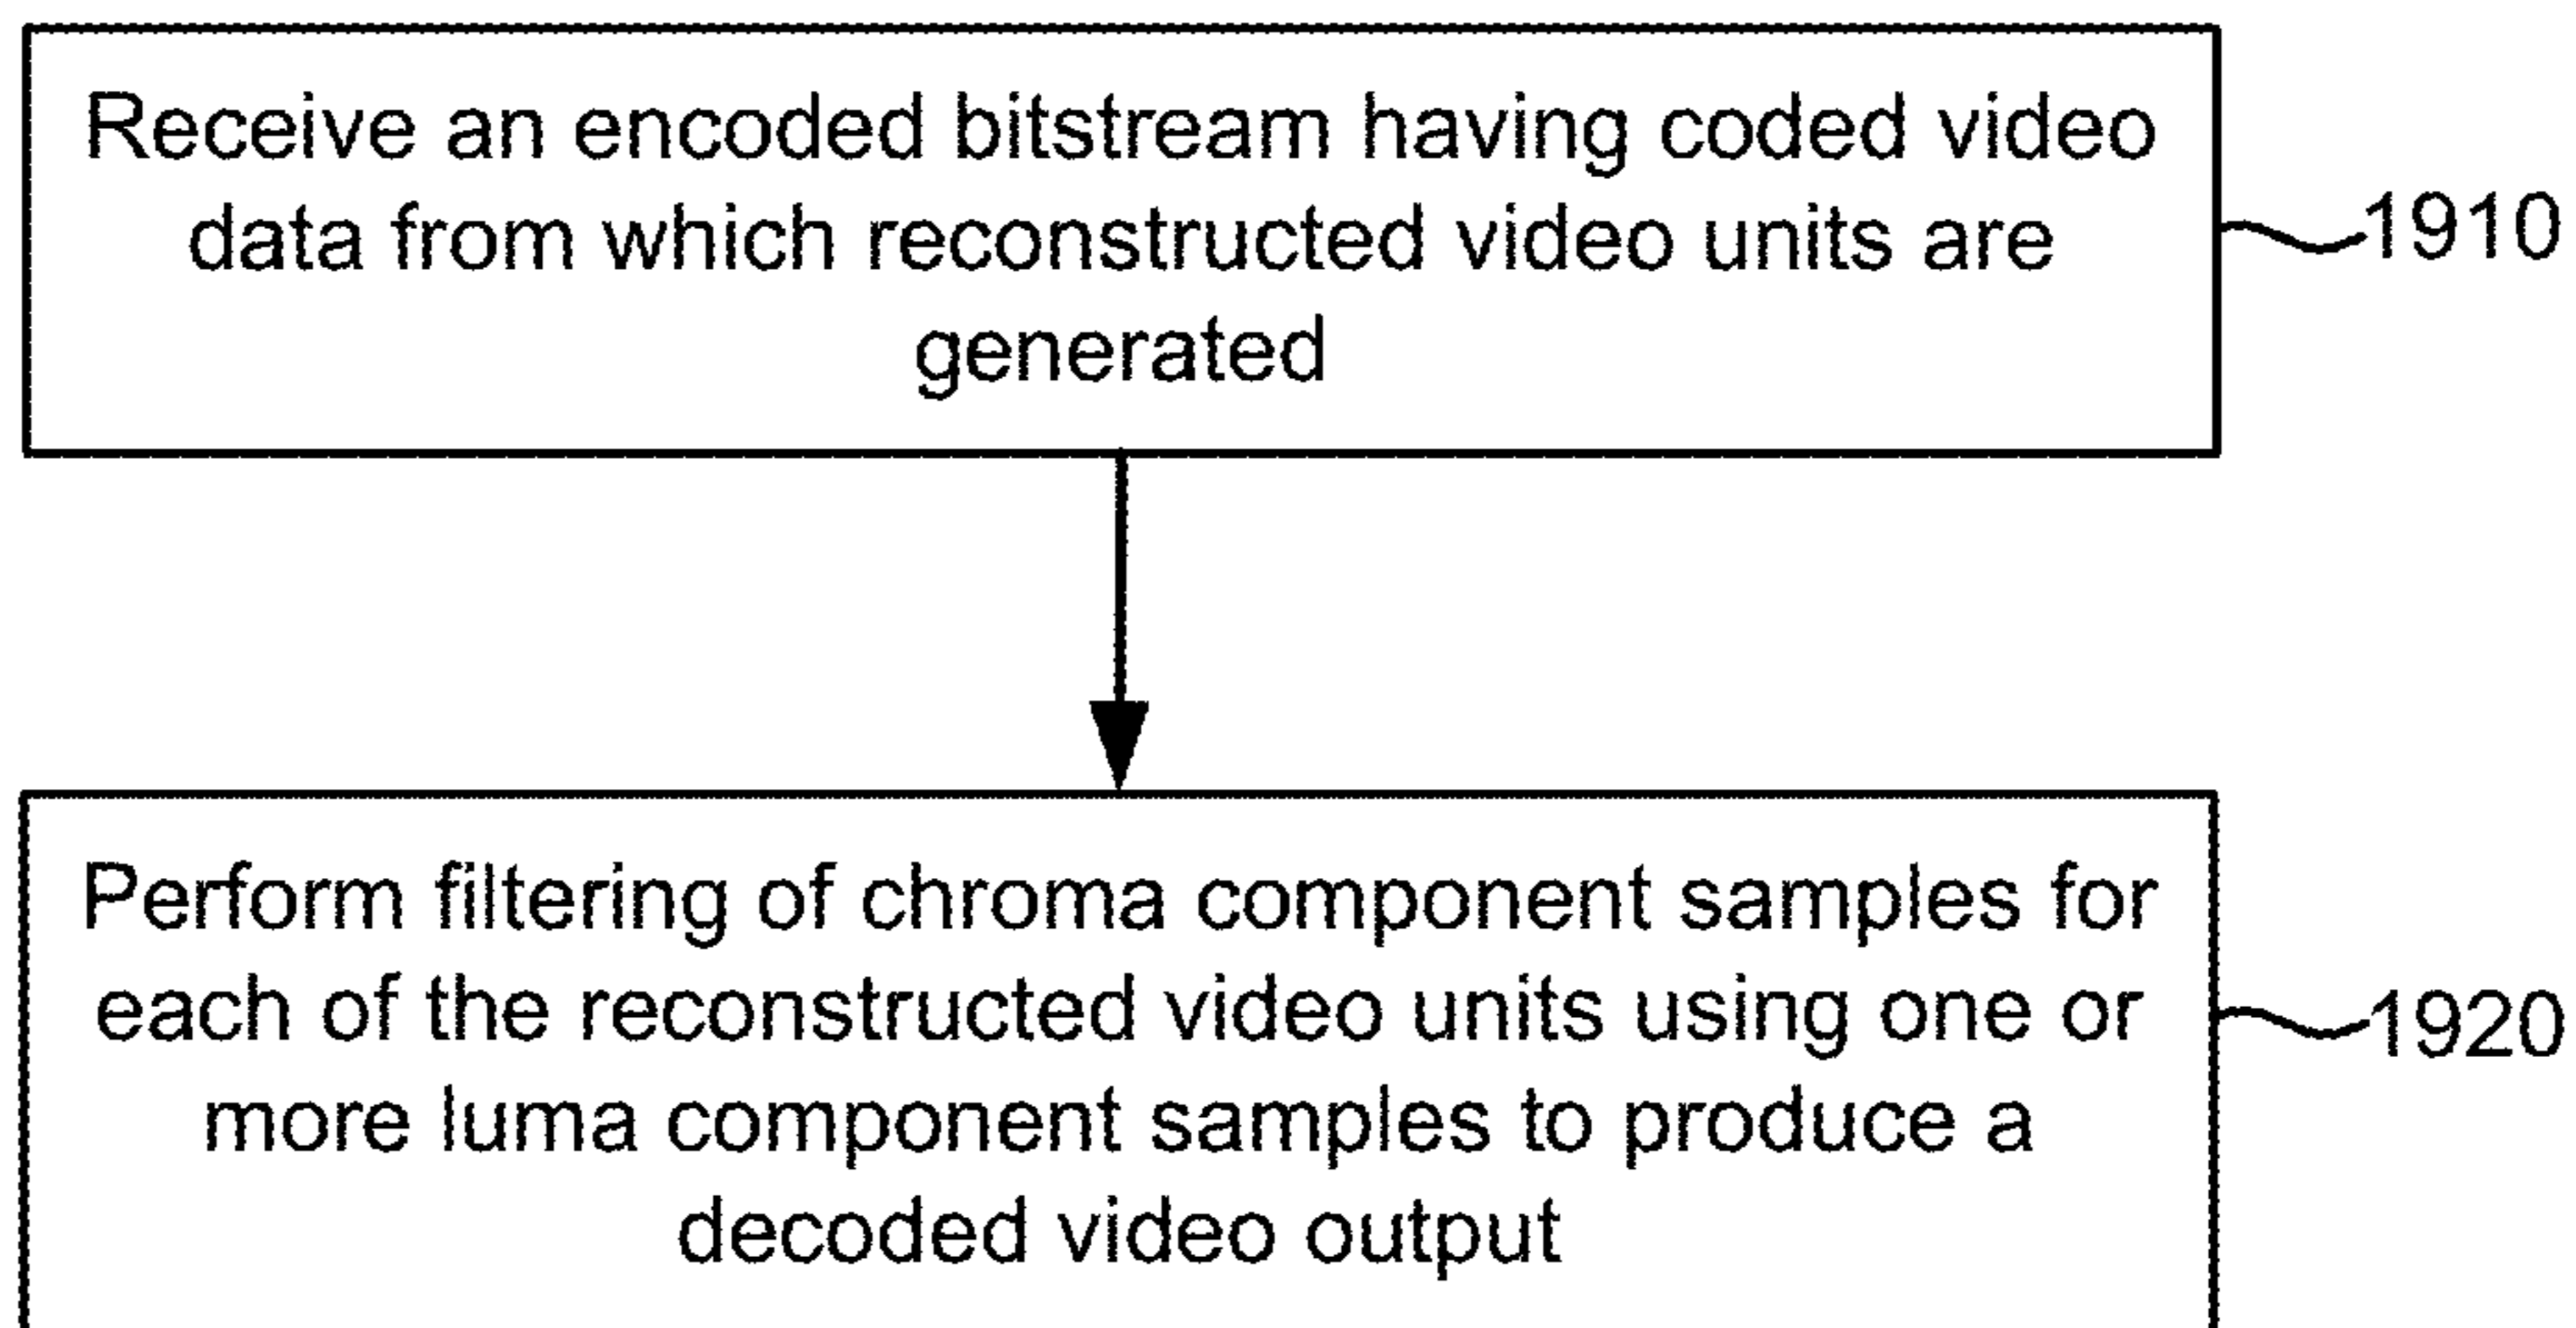 Receive an encoded bitstream having coded video
data from which reconstructed video units are
generated
1910
Perform filtering of chroma component samples for
each of the reconstructed video units using one or
more luma component samples to produce a
decoded video output
1920